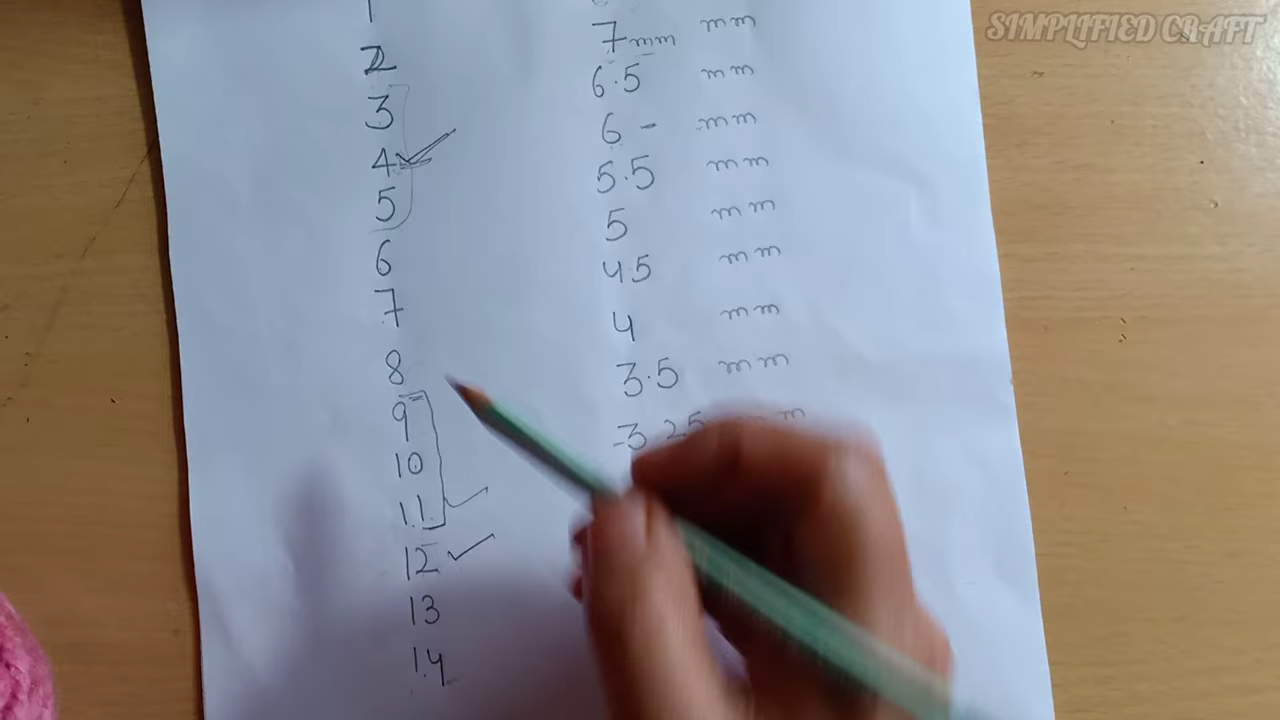 SIMPLIFIED CRAFT
1
2 7mm mm
3 6.5 mm
4 6 - mm
5 5.5 mm
6 5 mm
7 4.5 mm
8 4 mm
9 3.5 mm
10 3.25 mm
11
12
13
14